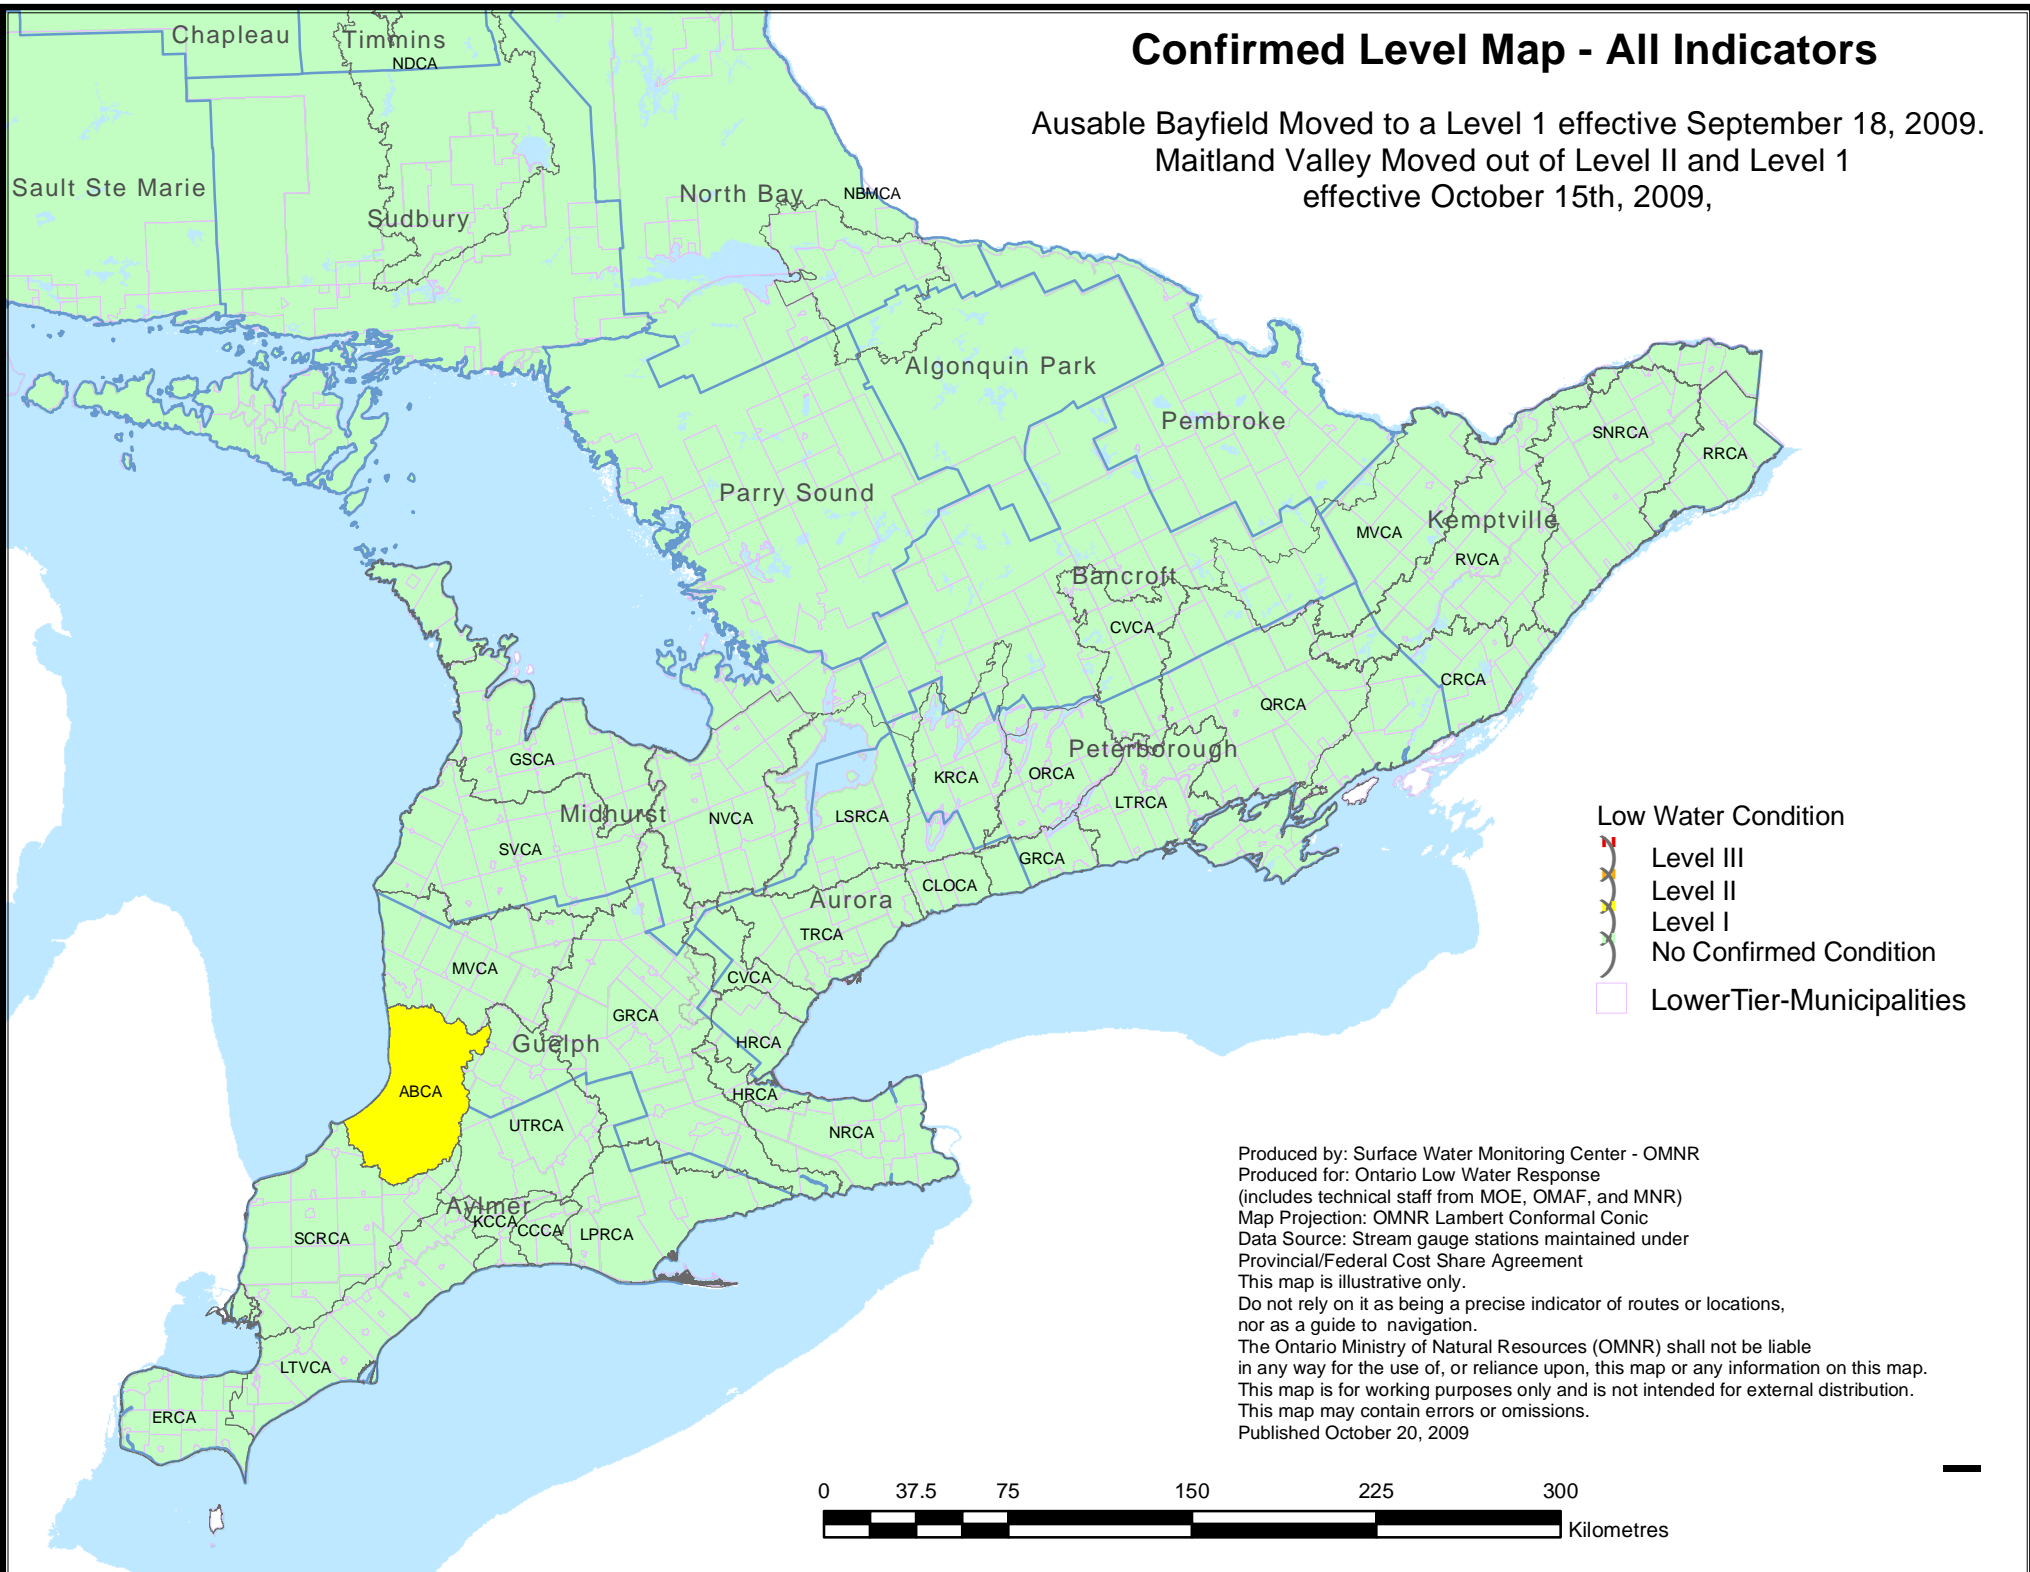 Confirmed Level Map - All Indicators
Ausable Bayfield Moved to a Level 1 effective September 18, 2009.
Maitland Valley Moved out of Level II and Level 1
effective October 15th, 2009,
Chapleau
Timmins
NDCA
Sault Ste Marie
Sudbury
North Bay
NBMCA
Algonquin Park
Pembroke
Parry Sound
SNRCA
RRCA
MVCA
Kemptville
RVCA
Bancroft
CVCA
CRCA
QRCA
Peterborough
GSCA
KRCA
ORCA
LTRCA
Midhurst
NVCA
LSRCA
SVCA
GRCA
CLOCA
Aurora
TRCA
MVCA
CVCA
GRCA
Guelph
HRCA
ABCA
HRCA
UTRCA
NRCA
Aylmer
KCCA
CCCA
LPRCA
SCRCA
LTVCA
ERCA
Low Water Condition
Level III
Level II
Level I
No Confirmed Condition
LowerTier-Municipalities
Produced by: Surface Water Monitoring Center - OMNR
Produced for: Ontario Low Water Response
(includes technical staff from MOE, OMAF, and MNR)
Map Projection: OMNR Lambert Conformal Conic
Data Source: Stream gauge stations maintained under
Provincial/Federal Cost Share Agreement
This map is illustrative only.
Do not rely on it as being a precise indicator of routes or locations,
nor as a guide to navigation.
The Ontario Ministry of Natural Resources (OMNR) shall not be liable
in any way for the use of, or reliance upon, this map or any information on this map.
This map is for working purposes only and is not intended for external distribution.
This map may contain errors or omissions.
Published October 20, 2009
0 37.5 75 150 225 300
Kilometres